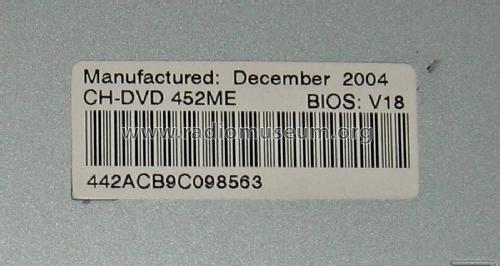 Manufactured: December 2004
CH-DVD 452ME BIOS: V18
www.radiomuseum.org
442ACB9C098563